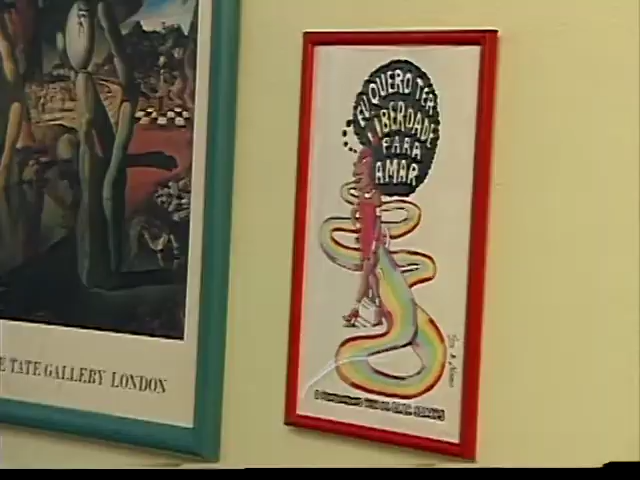 E TATE GALLERY LONDON
EU QUERO TER
LIBERDADE
PARA
AMAR